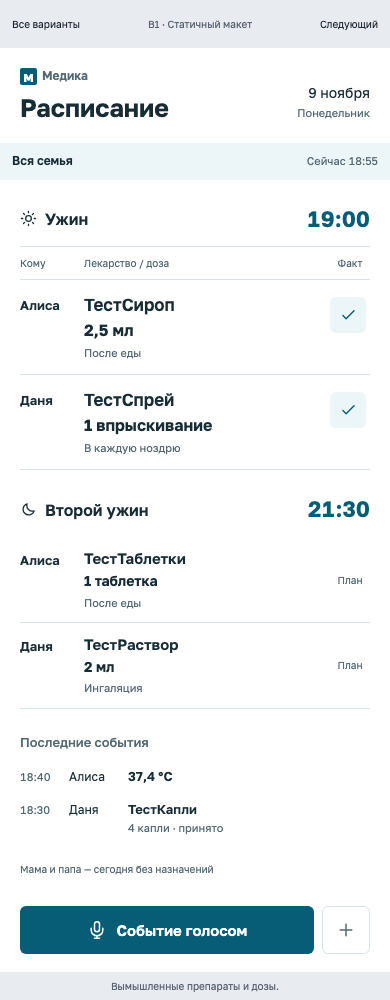 Все варианты
B1 · Статичный макет
Следующий
м Медика
Расписание
9 ноября
Понедельник
Вся семья
Сейчас 18:55
Ужин
19:00
Кому
Лекарство / доза
Факт
Алиса
ТестСироп
2,5 мл
После еды
Даня
ТестСпрей
1 впрыскивание
В каждую ноздрю
Второй ужин
21:30
Алиса
ТестТаблетки
1 таблетка
После еды
План
Даня
ТестРаствор
2 мл
Ингаляция
План
Последние события
18:40 Алиса 37,4 °C
18:30 Даня ТестКапли
4 капли · принято
Мама и папа — сегодня без назначений
Событие голосом
Вымышленные препараты и дозы.